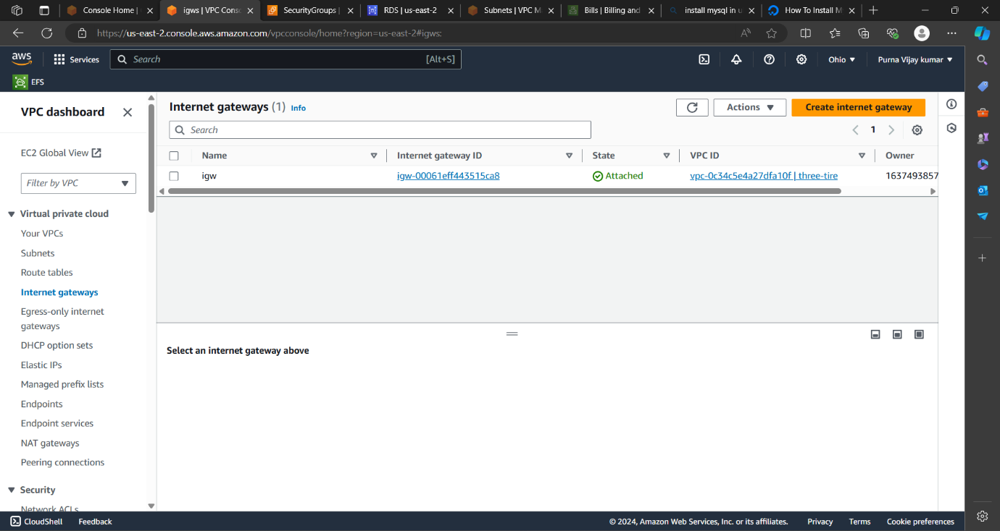 Console Home |
igws | VPC Cons
SecurityGroups |
RDS | us-east-2
Subnets | VPC M
Bills | Billing and
install mysql in u
How To Install M
https://us-east-2.console.aws.amazon.com/vpcconsole/home?region=us-east-2#igws:
aws
Services
Search
[Alt+S]
Ohio
Purna Vijay kumar
EFS
VPC dashboard
EC2 Global View
Filter by VPC
Virtual private cloud
Your VPCs
Subnets
Route tables
Internet gateways
Egress-only internet
gateways
DHCP option sets
Elastic IPs
Managed prefix lists
Endpoints
Endpoint services
NAT gateways
Peering connections
Security
Network ACLs
Internet gateways (1) Info
Actions
Create internet gateway
Search
1
Name
Internet gateway ID
State
VPC ID
Owner
igw
igw-00061eff443515ca8
Attached
vpc-0c34c5e4a27dfa10f | three-tire
1637493857
Select an internet gateway above
CloudShell
Feedback
© 2024, Amazon Web Services, Inc. or its affiliates.
Privacy
Terms
Cookie preferences